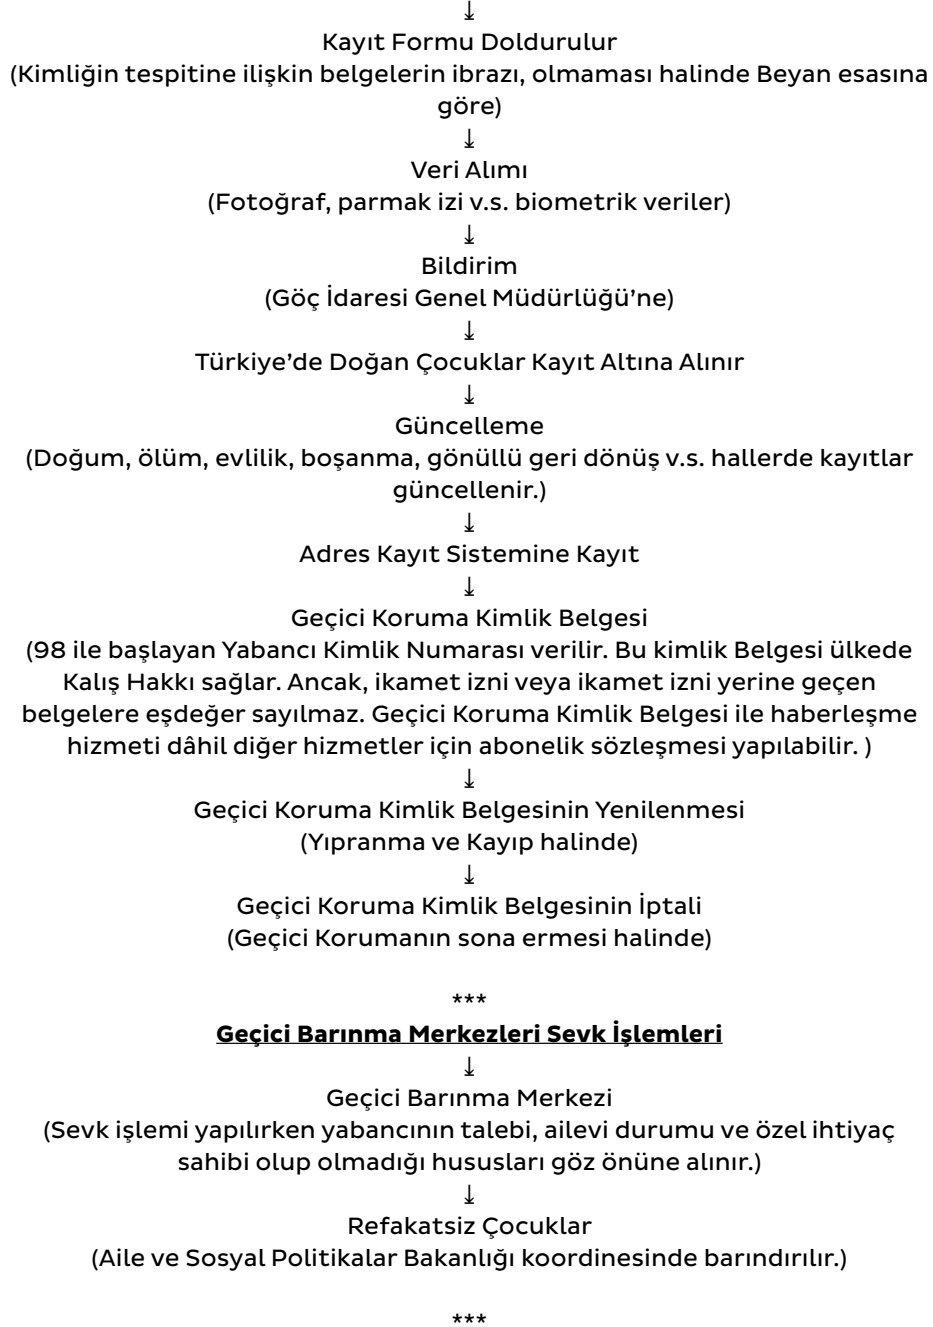 ↓
Kayıt Formu Doldurulur
(Kimliğin tespitine ilişkin belgelerin ibrazı, olmaması halinde Beyan esasına
göre)
↓
Veri Alımı
(Fotoğraf, parmak izi v.s. biometrik veriler)
↓
Bildirim
(Göç İdaresi Genel Müdürlüğü’ne)
↓
Türkiye’de Doğan Çocuklar Kayıt Altına Alınır
↓
Güncelleme
(Doğum, ölüm, evlilik, boşanma, gönüllü geri dönüş v.s. hallerde kayıtlar
güncellenir.)
↓
Adres Kayıt Sistemine Kayıt
↓
Geçici Koruma Kimlik Belgesi
(98 ile başlayan Yabancı Kimlik Numarası verilir. Bu kimlik Belgesi ülkede
Kalış Hakkı sağlar. Ancak, ikamet izni veya ikamet izni yerine geçen
belgelere eşdeğer sayılmaz. Geçici Koruma Kimlik Belgesi ile haberleşme
hizmeti dâhil diğer hizmetler için abonelik sözleşmesi yapılabilir. )
↓
Geçici Koruma Kimlik Belgesinin Yenilenmesi
(Yıpranma ve Kayıp halinde)
↓
Geçici Koruma Kimlik Belgesinin İptali
(Geçici Korumanın sona ermesi halinde)
***
Geçici Barınma Merkezleri Sevk İşlemleri
↓
Geçici Barınma Merkezi
(Sevk işlemi yapılırken yabancının talebi, ailevi durumu ve özel ihtiyaç
sahibi olup olmadığı hususları göz önüne alınır.)
↓
Refakatsiz Çocuklar
(Aile ve Sosyal Politikalar Bakanlığı koordinesinde barındırılır.)
***